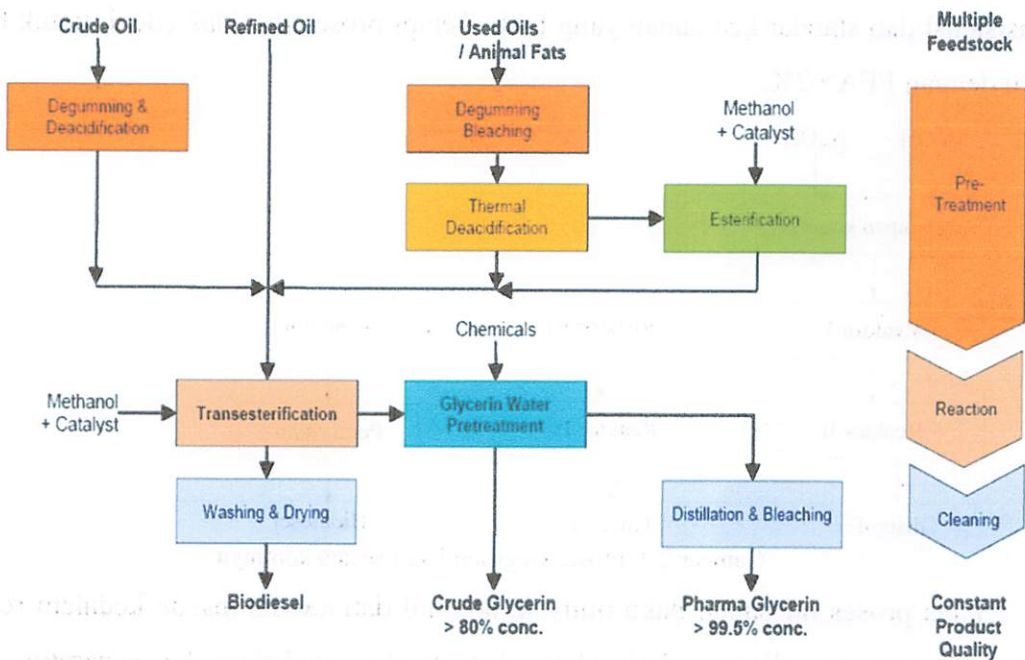 Crude Oil
Refined Oil
Used Oils
/ Animal Fats
Multiple
Feedstock
Degumming &
Deacidification
Degumming
Bleaching
Methanol
+ Catalyst
Pre-
Treatment
Thermal
Deacidification
Esterification
Chemicals
Methanol
+ Catalyst
Transesterification
Glycerin Water
Pretreatment
Reaction
Washing & Drying
Distillation & Bleaching
Cleaning
Biodiesel
Crude Glycerin
> 80% conc.
Pharma Glycerin
> 99.5% conc.
Constant
Product
Quality